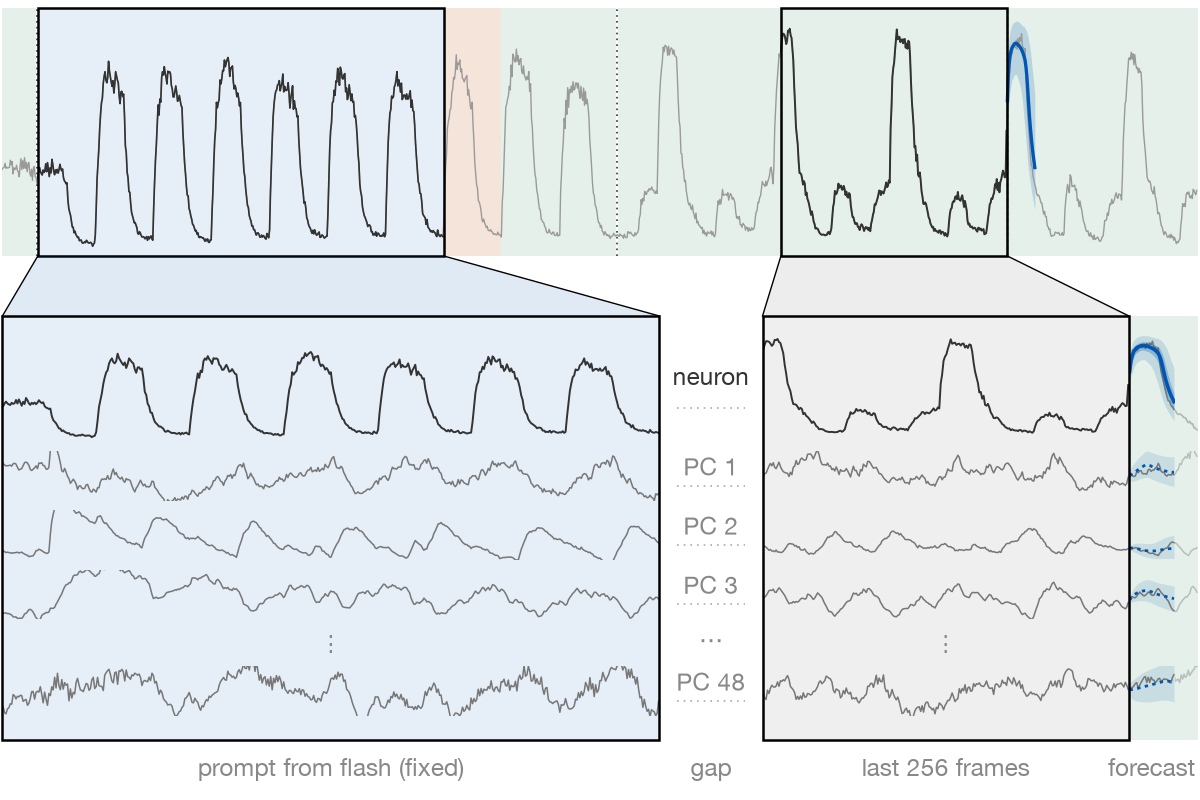 neuron
PC 1
PC 2
PC 3
...
PC 48
prompt from flash (fixed)
gap
last 256 frames
forecast